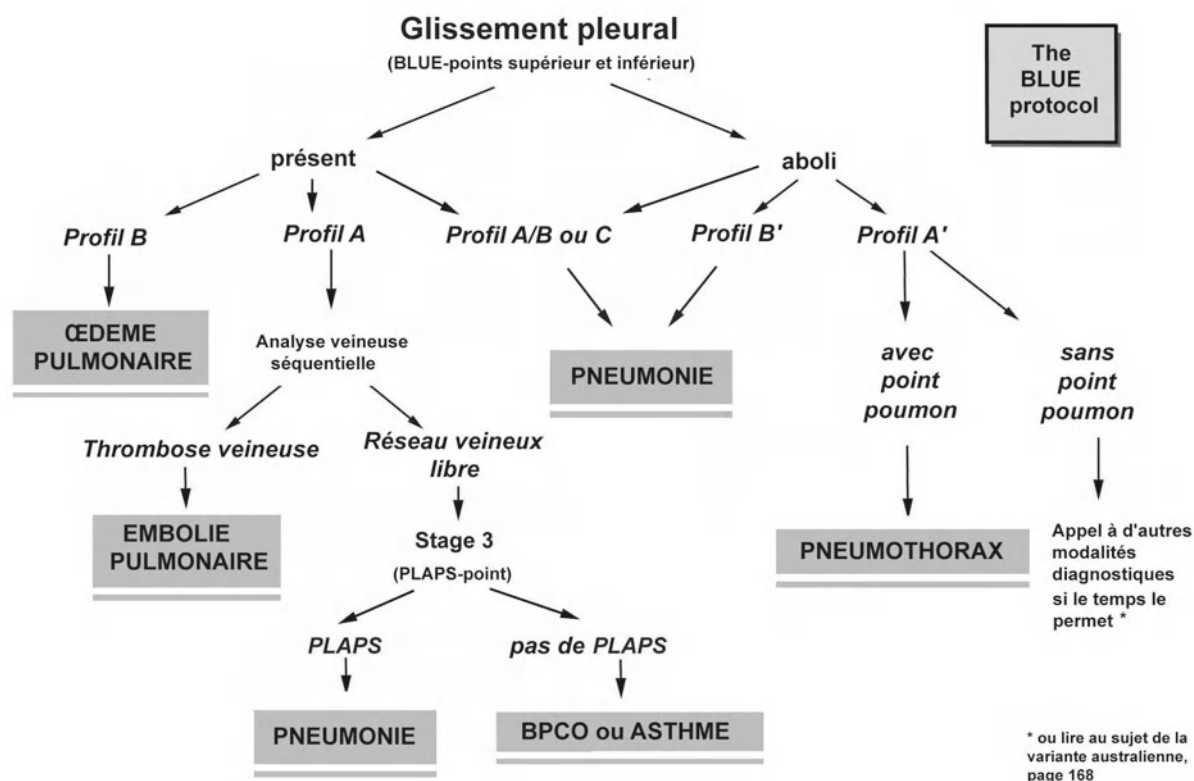 Glissement pleural
(BLUE-points supérieur et inférieur)
The
BLUE
protocol
présent
aboli
Profil B
Profil A
Profil A/B ou C
Profil B'
Profil A'
ŒDEME
PULMONAIRE
Analyse veineuse
séquentielle
PNEUMONIE
avec
point
poumon
sans
point
poumon
Thrombose veineuse
Réseau veineux
libre
EMBOLIE
PULMONAIRE
Stage 3
(PLAPS-point)
PNEUMOTHORAX
Appel à d'autres
modalités
diagnostiques
si le temps le
permet *
PLAPS
pas de PLAPS
PNEUMONIE
BPCO ou ASTHME
* ou lire au sujet de la
variante australienne,
page 168